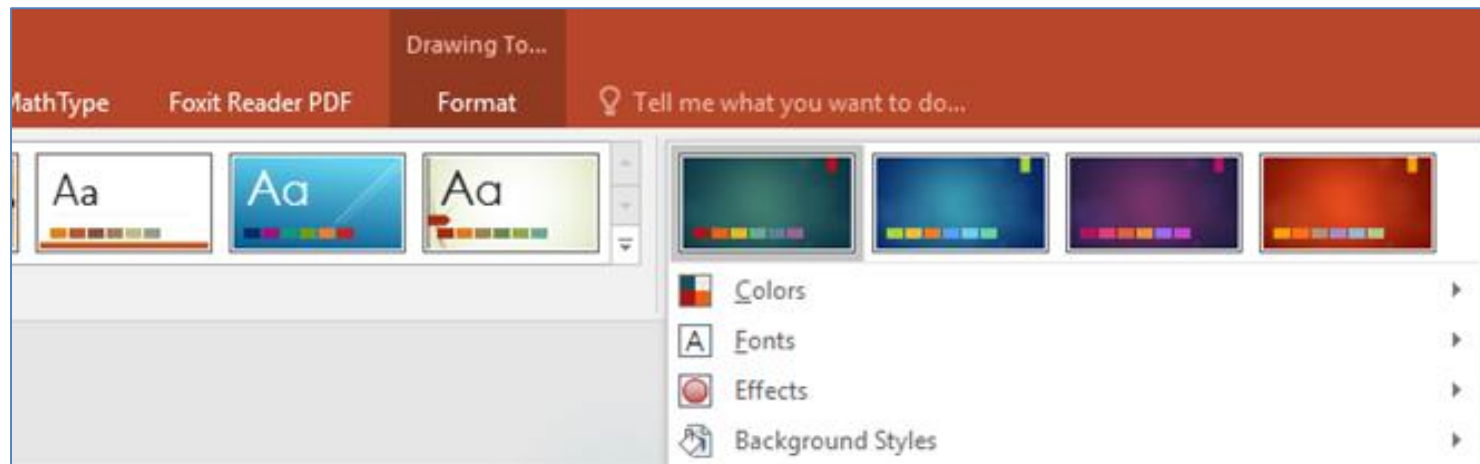 Drawing To...
MathType Foxit Reader PDF Format Tell me what you want to do...
Aa Aa Aa
Colors
A Fonts
Effects
Background Styles